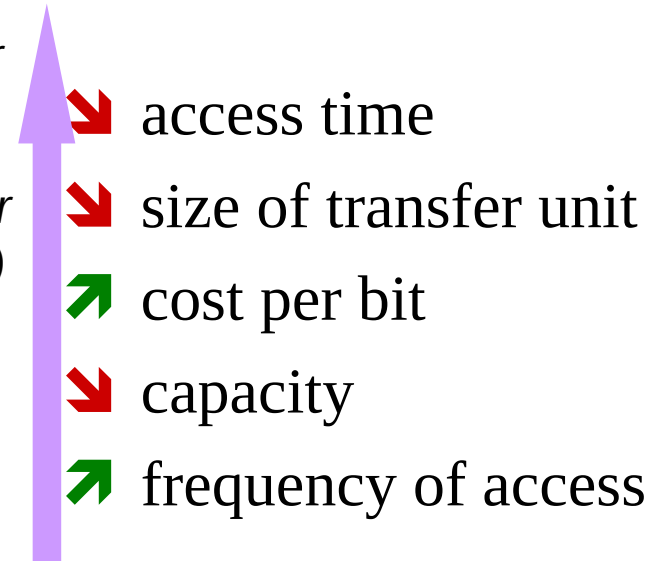 access time
size of transfer unit
cost per bit
capacity
frequency of access